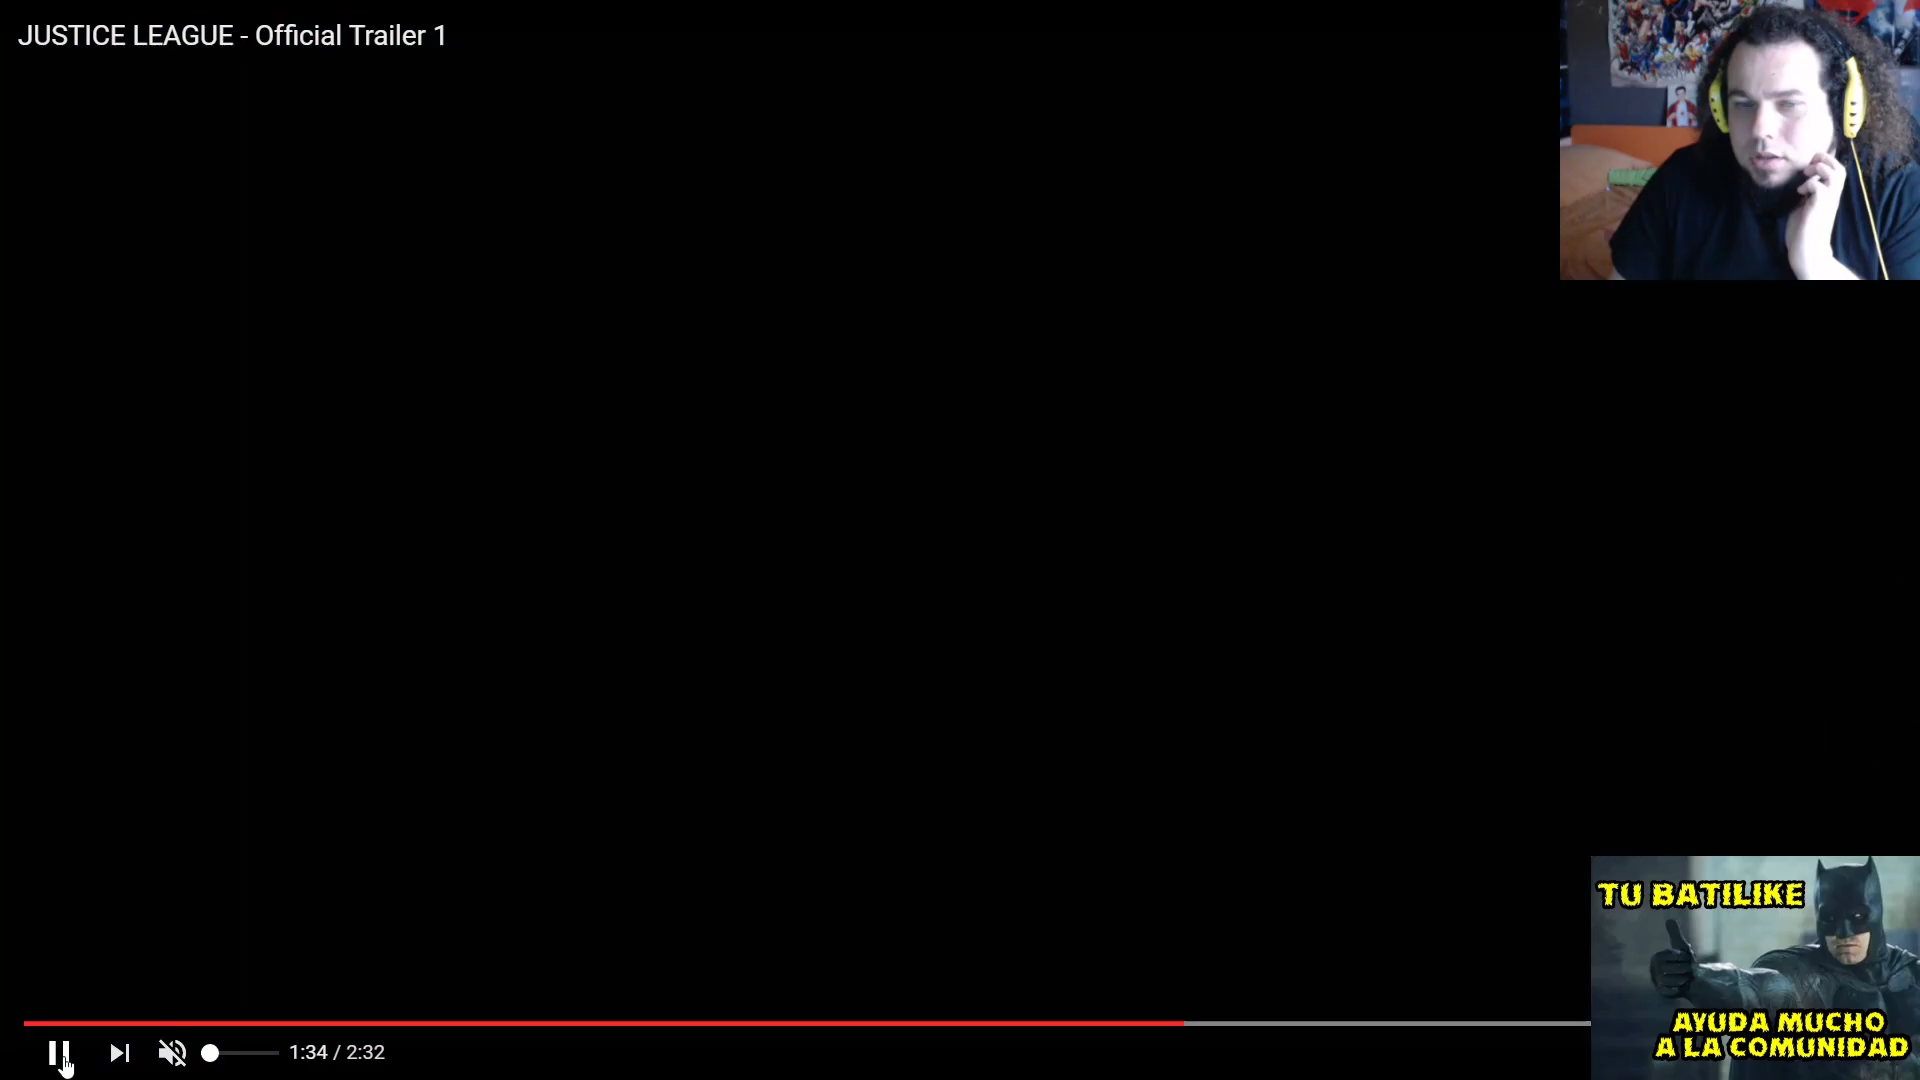 JUSTICE LEAGUE - Official Trailer 1
TU BATILIKE
AYUDA MUCHO
A LA COMUNIDAD
1:34 / 2:32